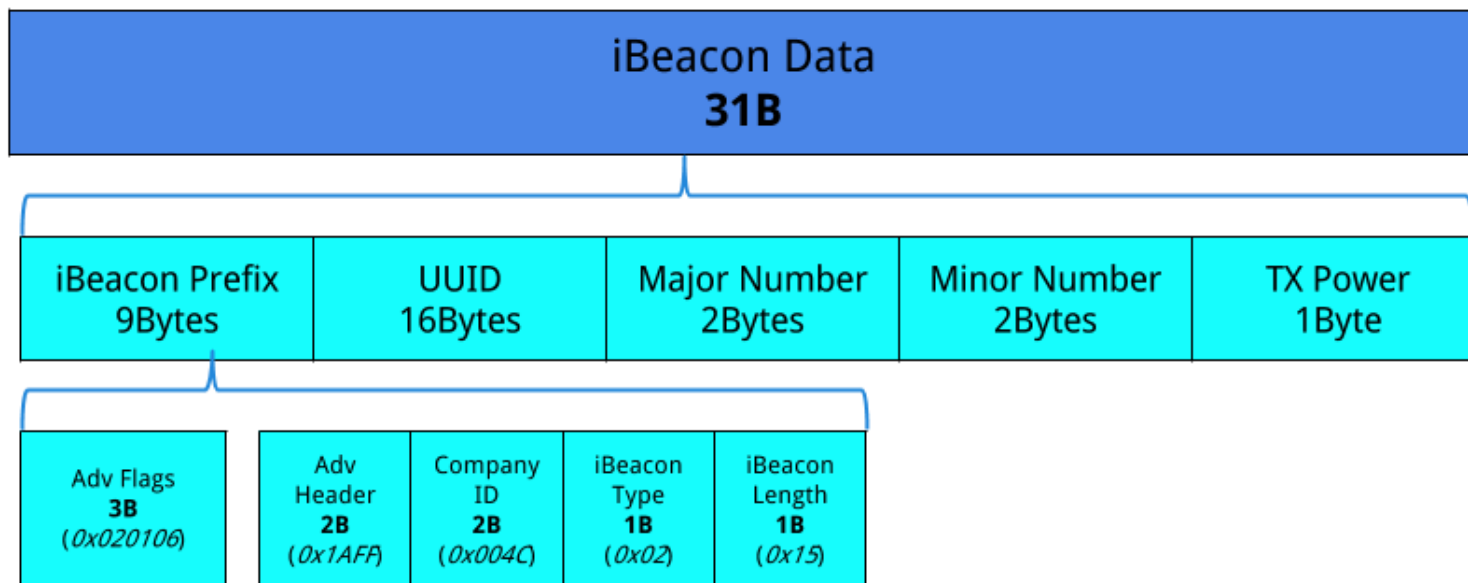 iBeacon Data
31B
iBeacon Prefix
9Bytes
UUID
16Bytes
Major Number
2Bytes
Minor Number
2Bytes
TX Power
1Byte
Adv Flags
3B
(0x020106)
Adv
Header
2B
(0x1AFF)
Company
ID
2B
(0x004C)
iBeacon
Type
1B
(0x02)
iBeacon
Length
1B
(0x15)